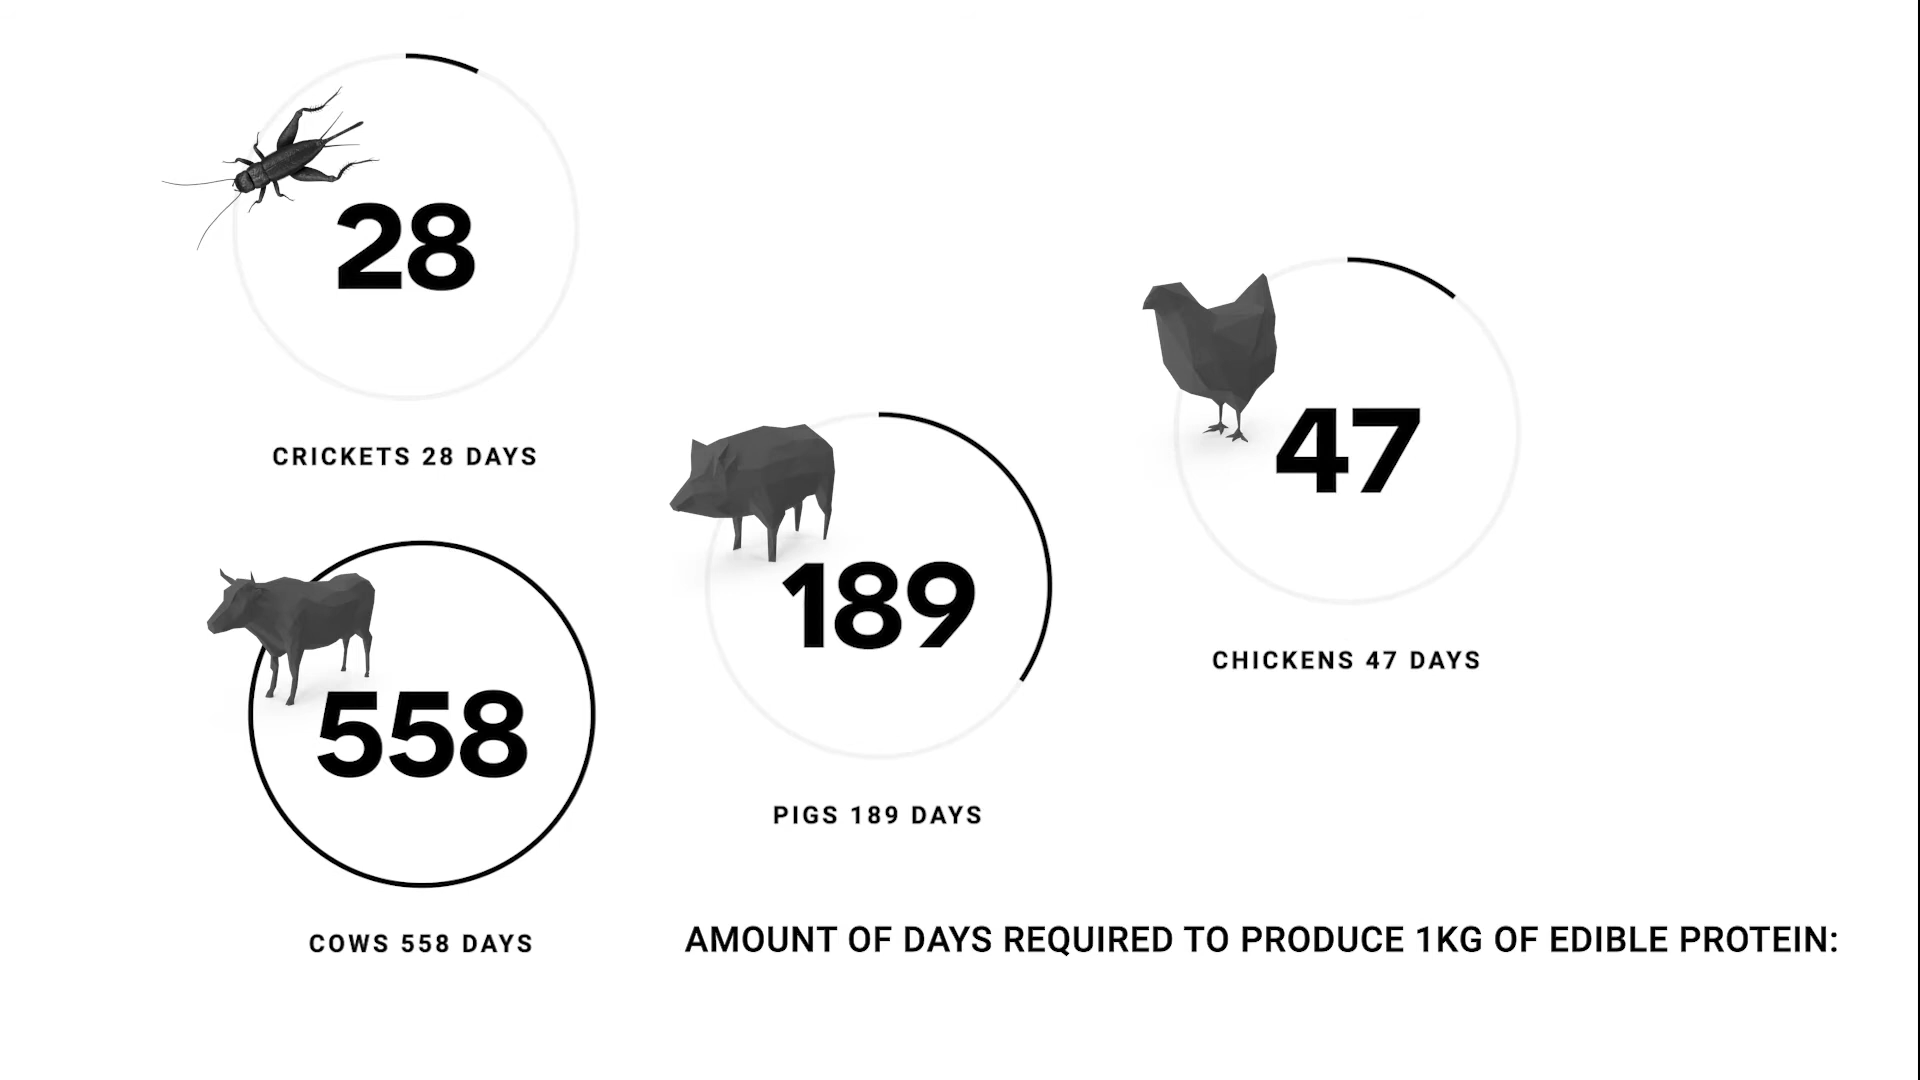 28
CRICKETS 28 DAYS
47
CHICKENS 47 DAYS
189
PIGS 189 DAYS
558
COWS 558 DAYS
AMOUNT OF DAYS REQUIRED TO PRODUCE 1KG OF EDIBLE PROTEIN: